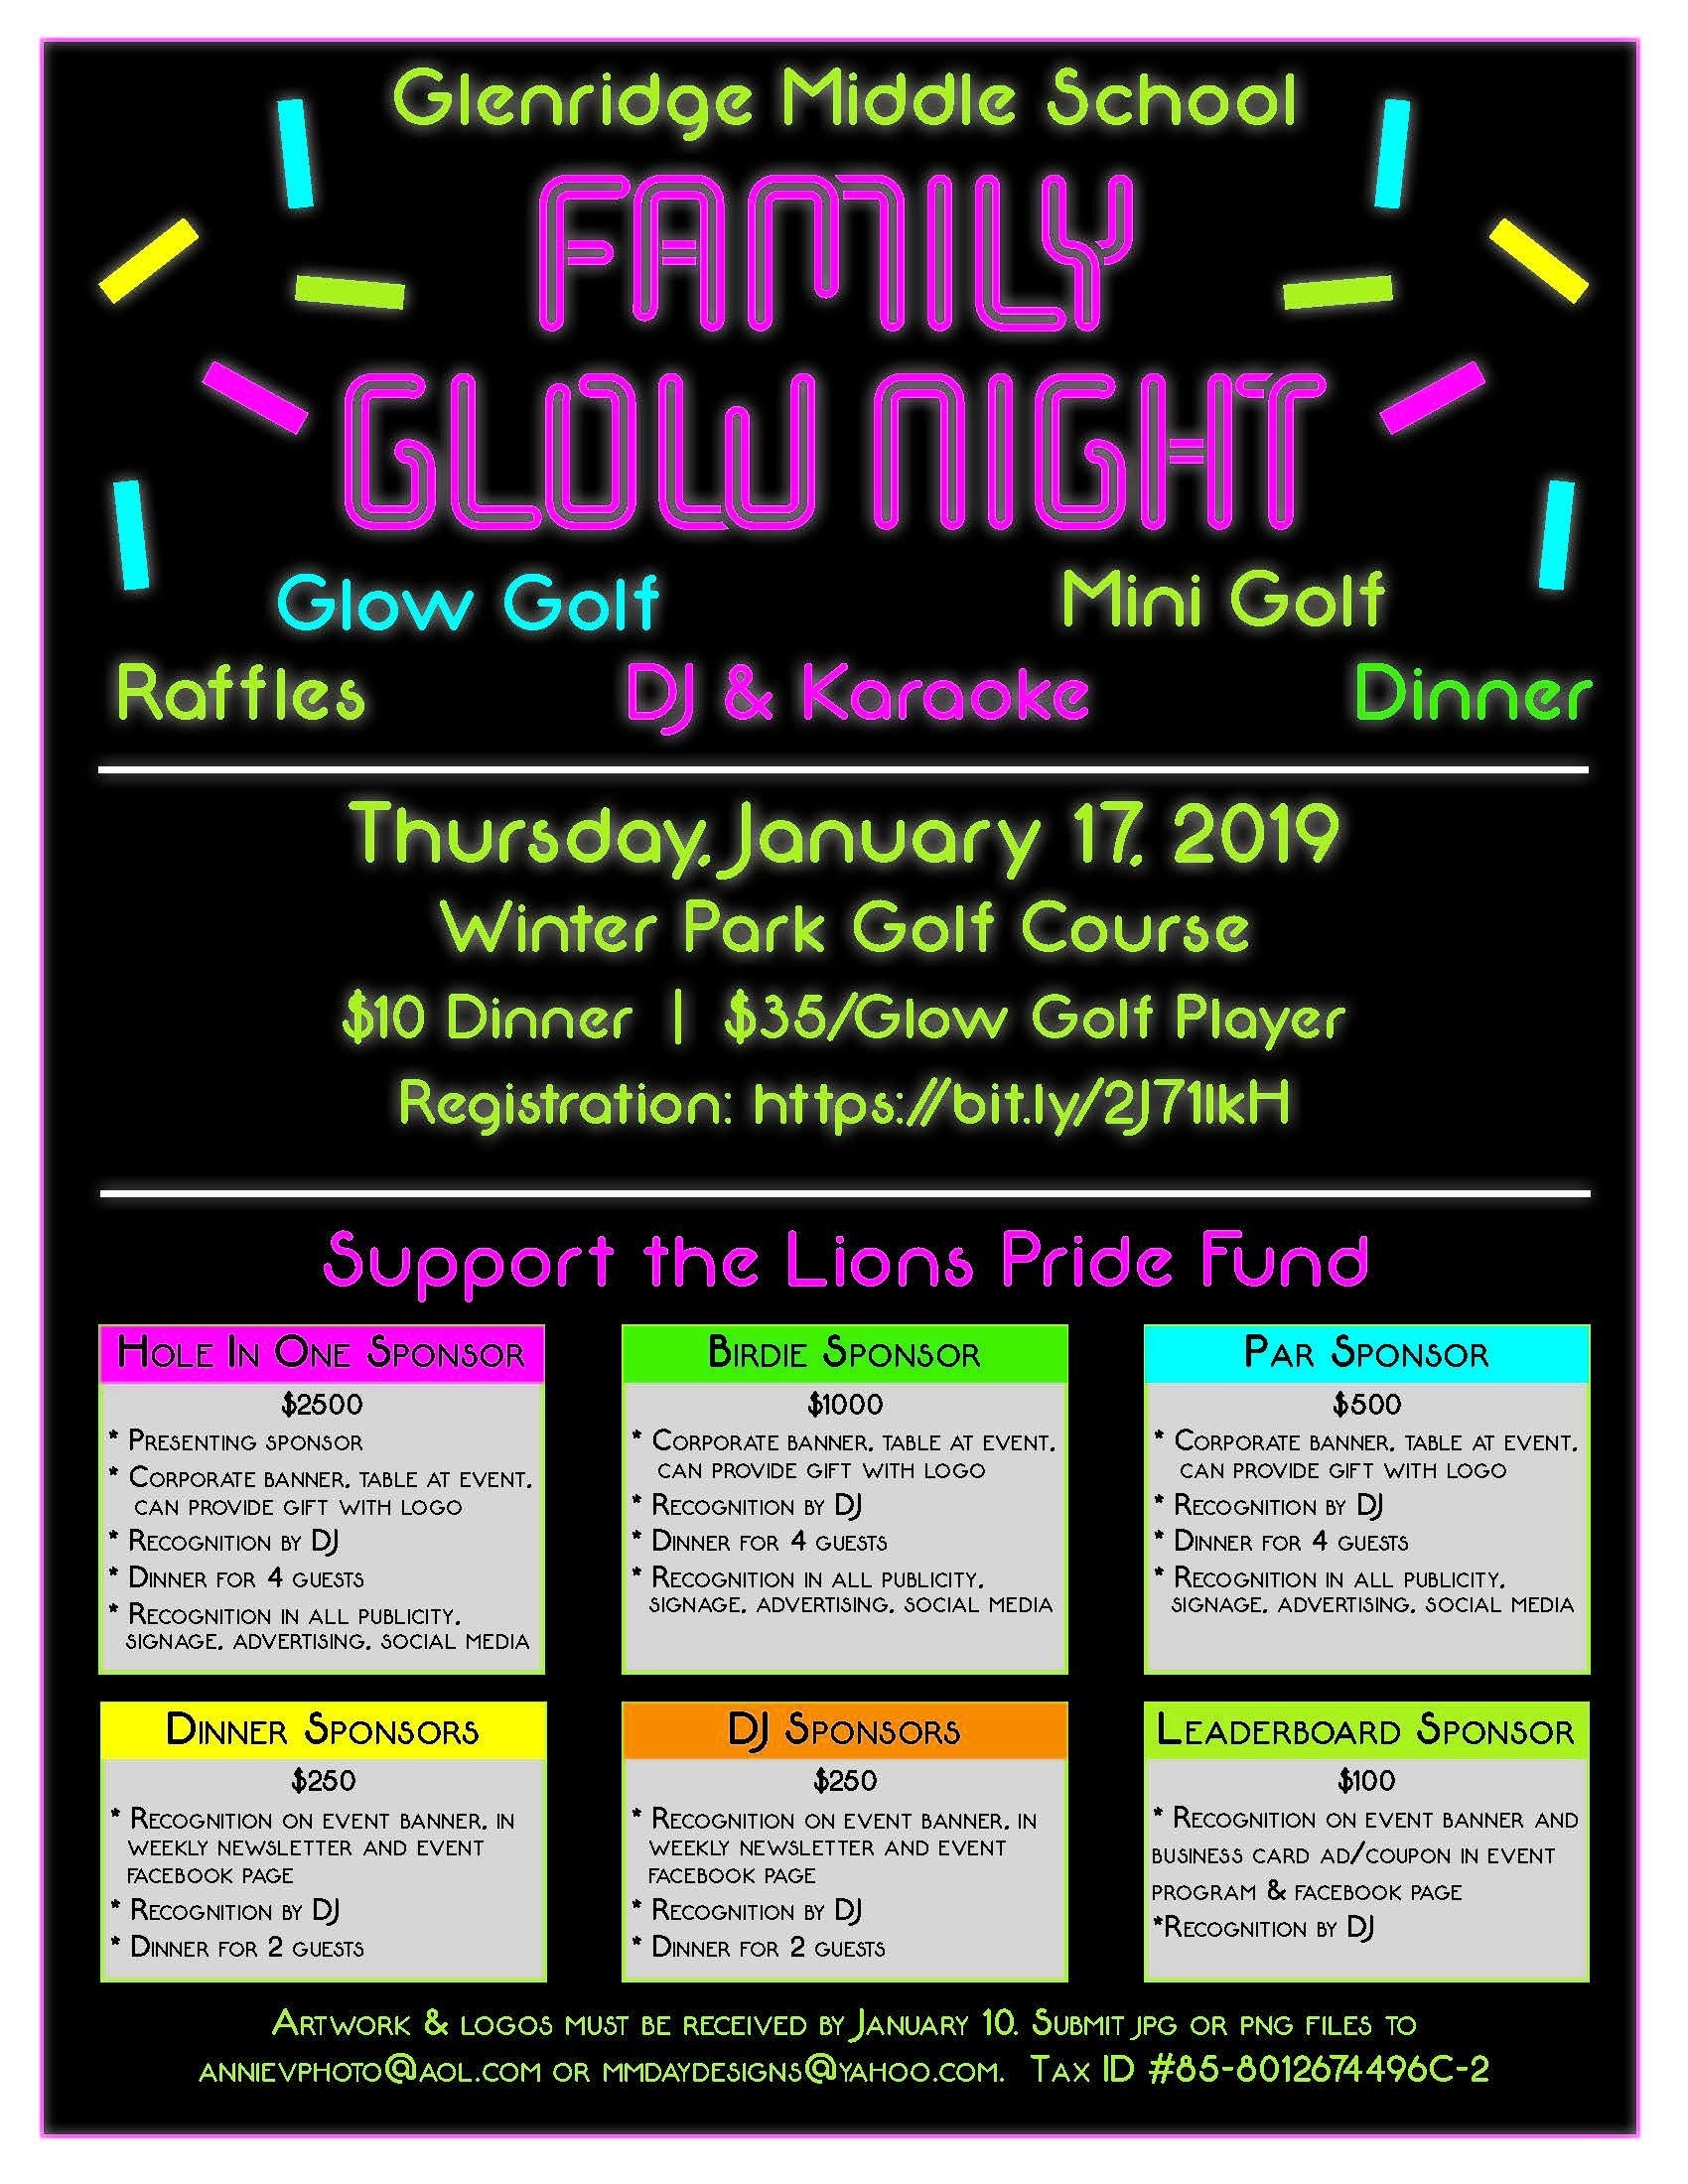 Glenridge Middle School
FAMILY
GLOW NIGHT
Glow Golf Mini Golf
Raffles DJ & Karaoke Dinner
Thursday, January 17, 2019
Winter Park Golf Course
$10 Dinner | $35/Glow Golf Player
Registration: https://bit.ly/2J71IkH
Support the Lions Pride Fund
Hole In One Sponsor
$2500
* Presenting sponsor
* Corporate banner, table at event,
can provide gift with logo
* Recognition by DJ
* Dinner for 4 guests
* Recognition in all publicity,
signage, advertising, social media
Birdie Sponsor
$1000
* Corporate banner, table at event,
can provide gift with logo
* Recognition by DJ
* Dinner for 4 guests
* Recognition in all publicity,
signage, advertising, social media
Par Sponsor
$500
* Corporate banner, table at event,
can provide gift with logo
* Recognition by DJ
* Dinner for 4 guests
* Recognition in all publicity,
signage, advertising, social media
Dinner Sponsors
$250
* Recognition on event banner, in
weekly newsletter and event
facebook page
* Recognition by DJ
* Dinner for 2 guests
DJ Sponsors
$250
* Recognition on event banner, in
weekly newsletter and event
facebook page
* Recognition by DJ
* Dinner for 2 guests
Leaderboard Sponsor
$100
* Recognition on event banner and
business card ad/coupon in event
program & facebook page
*Recognition by DJ
Artwork & logos must be received by January 10. Submit jpg or png files to
annievphoto@aol.com or mmdaydesigns@yahoo.com. Tax ID #85-8012674496C-2